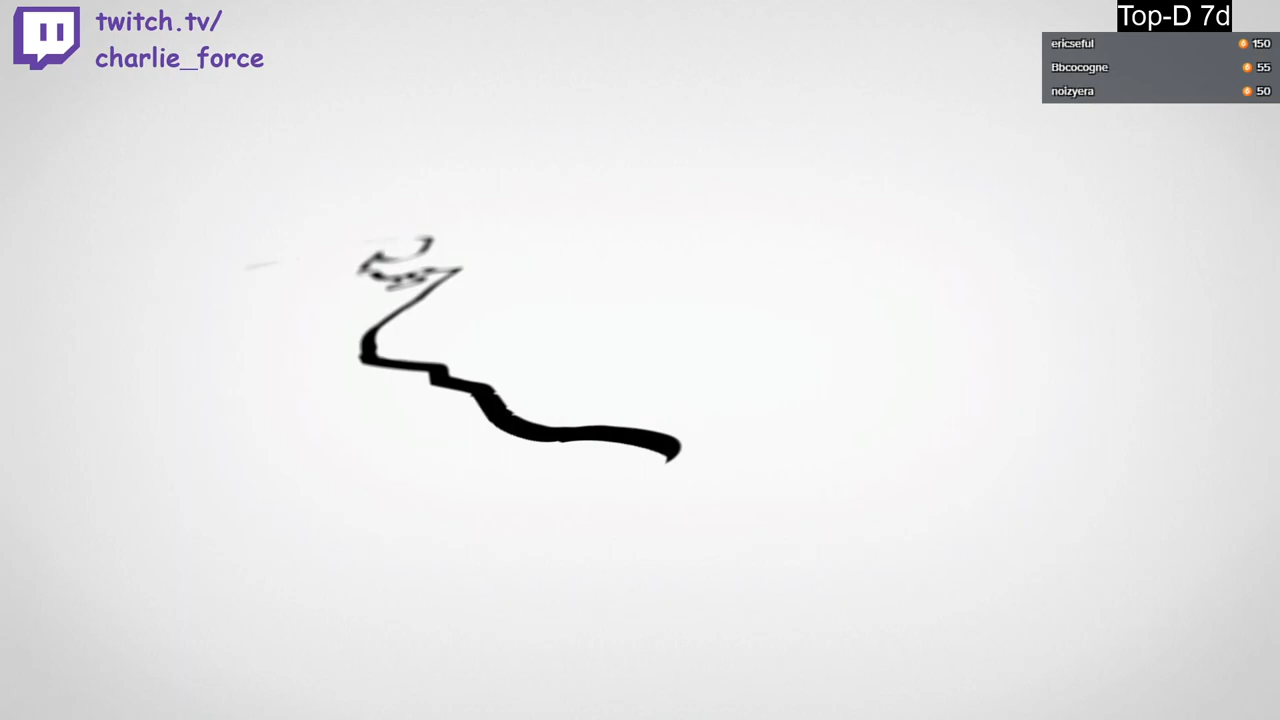 twitch.tv/
charlie_force
Top-D 7d
ericseful 150
Bbcocogne 55
noizyera 50